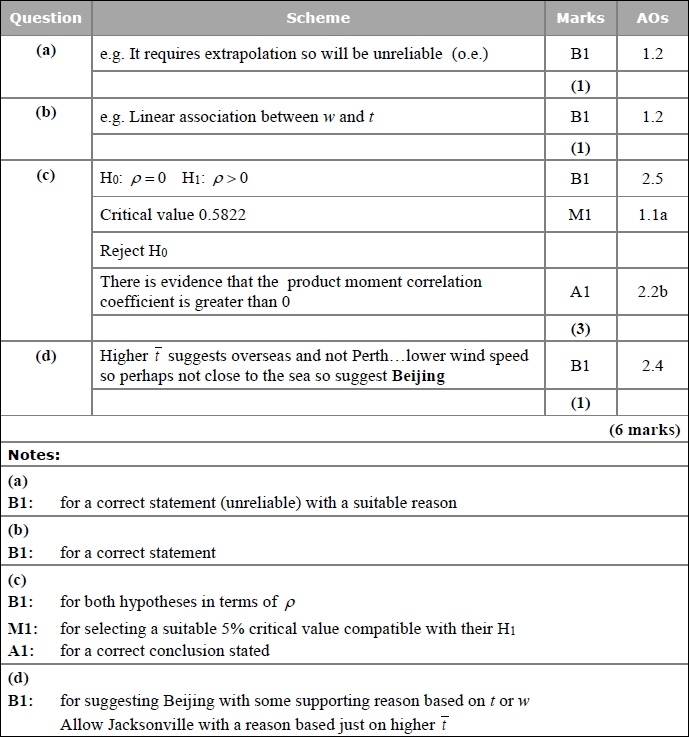 Question Scheme Marks AOs
(a) e.g. It requires extrapolation so will be unreliable (o.e.) B1 1.2
(1)
(b) e.g. Linear association between w and t B1 1.2
(1)
(c) H0: ρ = 0 H1: ρ > 0 B1 2.5
Critical value 0.5822 M1 1.1a
Reject H0
There is evidence that the product moment correlation
coefficient is greater than 0 A1 2.2b
(3)
(d) Higher t̅ suggests overseas and not Perth…lower wind speed
so perhaps not close to the sea so suggest Beijing B1 2.4
(1)
(6 marks)
Notes:
(a)
B1: for a correct statement (unreliable) with a suitable reason
(b)
B1: for a correct statement
(c)
B1: for both hypotheses in terms of ρ
M1: for selecting a suitable 5% critical value compatible with their H1
A1: for a correct conclusion stated
(d)
B1: for suggesting Beijing with some supporting reason based on t or w
Allow Jacksonville with a reason based just on higher t̅